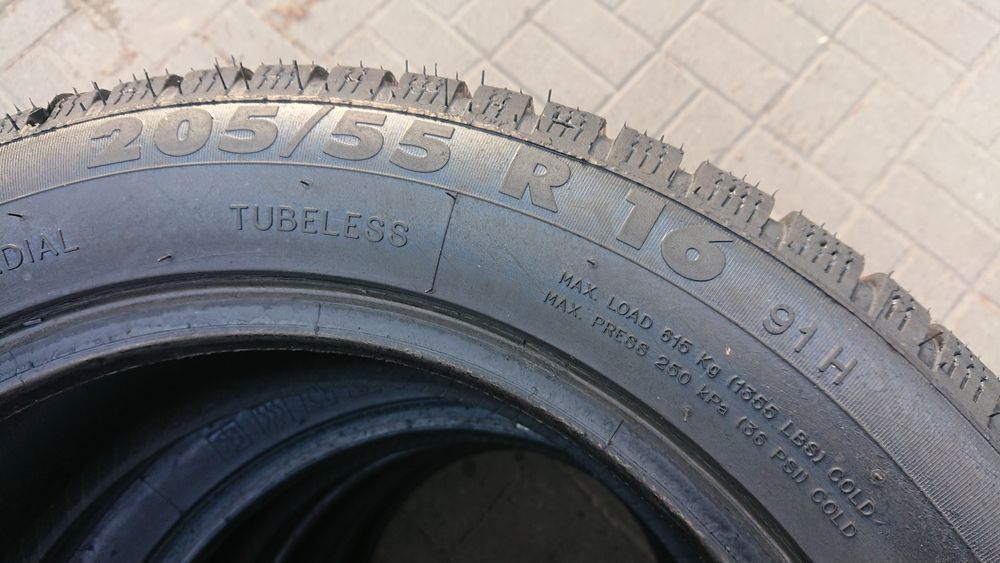 205/55 R 16 91 H
TUBELESS
MAX. LOAD 615 Kg (1355 LBS) COLD
MAX. PRESS 250 kPa (36 PSI) COLD